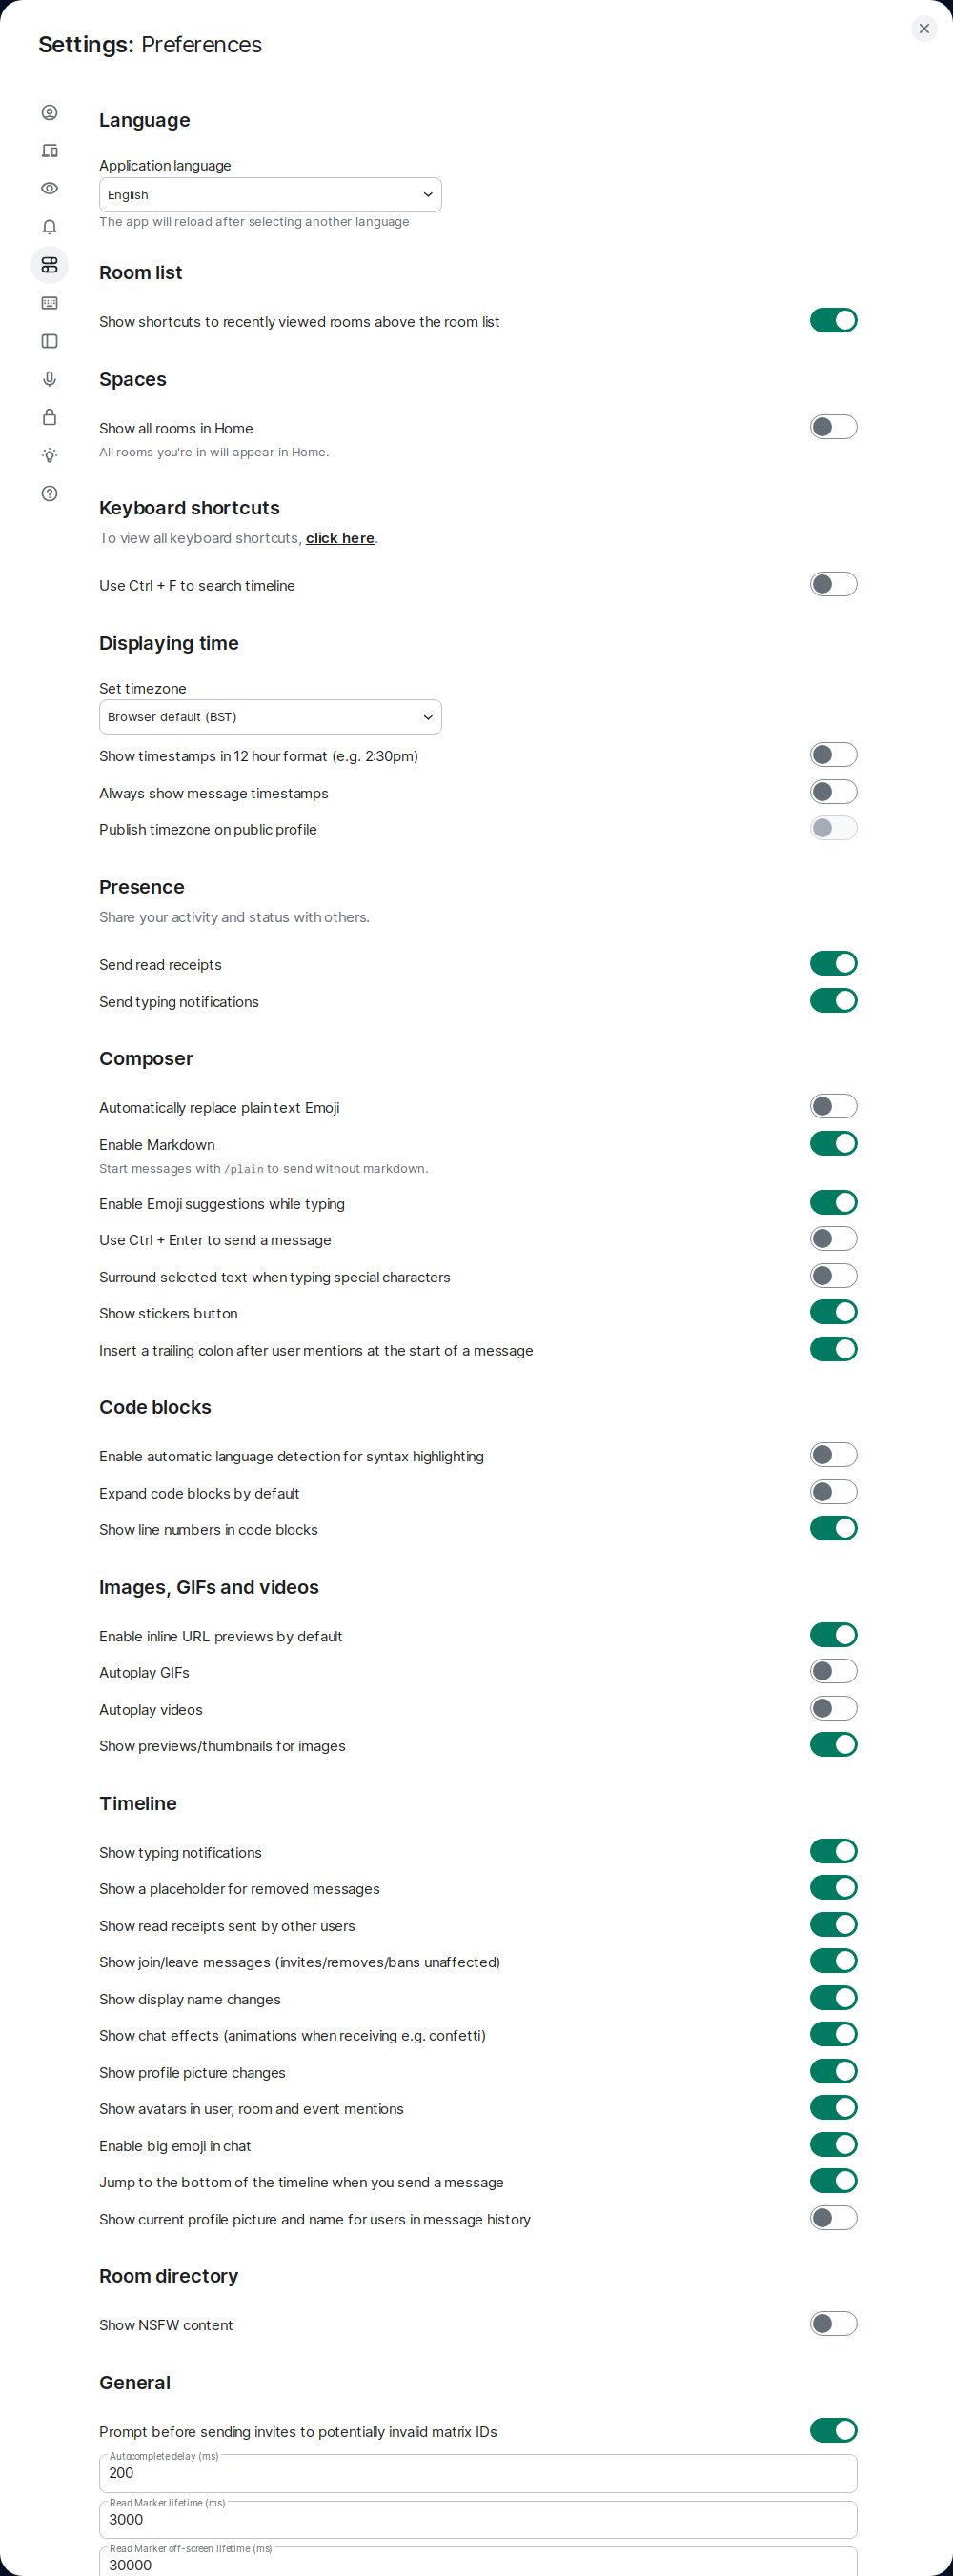 Settings: Preferences
Language
Application language
English
The app will reload after selecting another language
Room list
Show shortcuts to recently viewed rooms above the room list
Spaces
Show all rooms in Home
All rooms you're in will appear in Home.
Keyboard shortcuts
To view all keyboard shortcuts, click here.
Use Ctrl + F to search timeline
Displaying time
Set timezone
Browser default (BST)
Show timestamps in 12 hour format (e.g. 2:30pm)
Always show message timestamps
Publish timezone on public profile
Presence
Share your activity and status with others.
Send read receipts
Send typing notifications
Composer
Automatically replace plain text Emoji
Enable Markdown
Start messages with /plain to send without markdown.
Enable Emoji suggestions while typing
Use Ctrl + Enter to send a message
Surround selected text when typing special characters
Show stickers button
Insert a trailing colon after user mentions at the start of a message
Code blocks
Enable automatic language detection for syntax highlighting
Expand code blocks by default
Show line numbers in code blocks
Images, GIFs and videos
Enable inline URL previews by default
Autoplay GIFs
Autoplay videos
Show previews/thumbnails for images
Timeline
Show typing notifications
Show a placeholder for removed messages
Show read receipts sent by other users
Show join/leave messages (invites/removes/bans unaffected)
Show display name changes
Show chat effects (animations when receiving e.g. confetti)
Show profile picture changes
Show avatars in user, room and event mentions
Enable big emoji in chat
Jump to the bottom of the timeline when you send a message
Show current profile picture and name for users in message history
Room directory
Show NSFW content
General
Prompt before sending invites to potentially invalid matrix IDs
Autocomplete delay (ms)
200
Read Marker lifetime (ms)
3000
Read Marker off-screen lifetime (ms)
30000